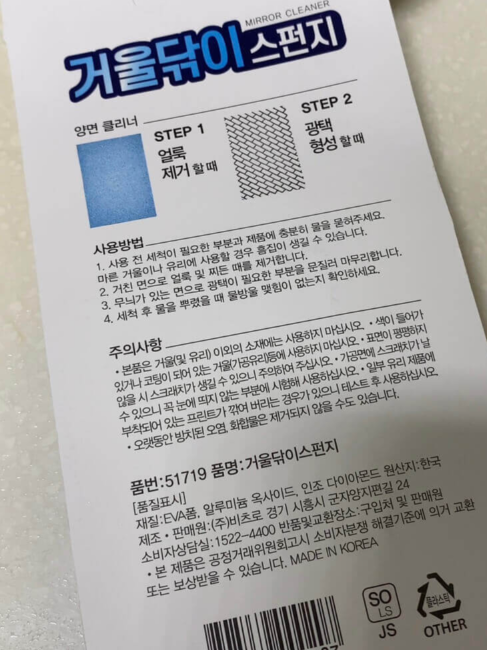 MIRROR CLEANER
거울닦이스펀지
양면 클리너
STEP 1
얼룩
제거 할 때
STEP 2
광택
형성 할 때
사용방법
1. 사용 전 세척이 필요한 부분과 제품에 충분히 물을 묻혀주세요.
마른 거울이나 유리에 사용할 경우 흠집이 생길 수 있습니다.
2. 거친 면으로 얼룩 및 찌든 때를 제거합니다.
3. 무늬가 있는 면으로 광택이 필요한 부분을 문질러 마무리합니다.
4. 세척 후 물을 뿌렸을 때 물방울 맺힘이 없는지 확인하세요.
주의사항
• 본품은 거울(및 유리) 이외의 소재에는 사용하지 마십시오. • 색이 들어가
있거나 코팅이 되어 있는 거울/가공유리등에 사용하지 마십시오. • 표면이 평평하지
않을 시 스크래치가 생길 수 있으니 주의하여 주십시오. • 가공면에 스크래치가 날
수 있으니 꼭 눈에 띄지 않는 부분에 시험해 사용하십시오. • 일부 유리 제품에
부착되어 있는 프린트가 깎여 버리는 경우가 있으니 테스트 후 사용하십시오.
• 오랫동안 방치된 오염, 화합물은 제거되지 않을 수도 있습니다.
품번:51719 품명:거울닦이스펀지
[품질표시]
재질:EVA폼, 알루미늄 옥사이드, 인조 다이아몬드 원산지:한국
제조・판매원:(주)비츠로 경기 시흥시 군자양지편길 24
소비자상담실:1522-4400 반품및교환장소:구입처 및 판매원
• 본 제품은 공정거래위원회고시 소비자분쟁 해결기준에 의거 교환
또는 보상받을 수 있습니다. MADE IN KOREA
SO
LS
JS
플라스틱
OTHER